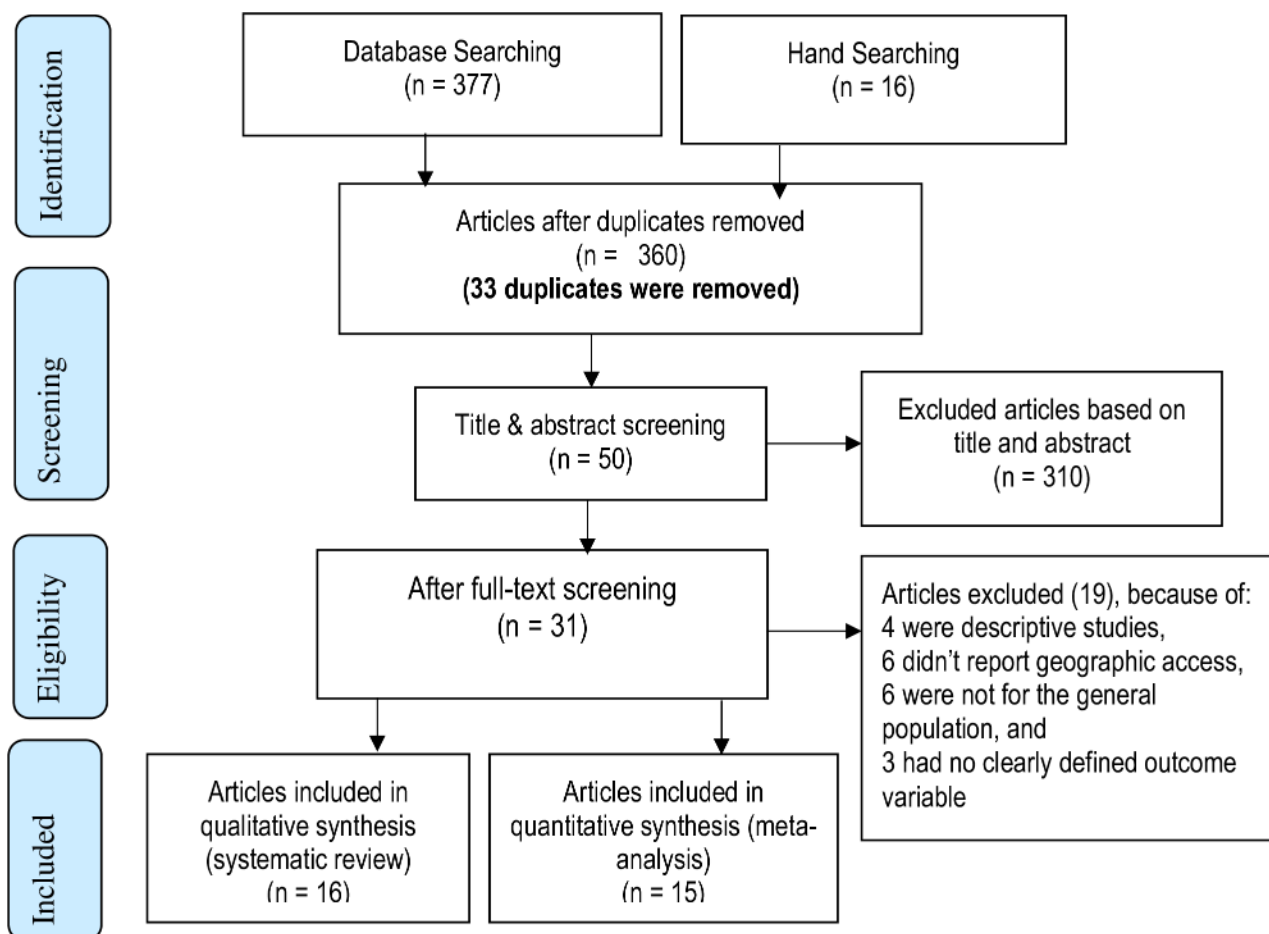 Identification
Database Searching
(n = 377)
Hand Searching
(n = 16)
Articles after duplicates removed
(n = 360)
(33 duplicates were removed)
Screening
Title & abstract screening
(n = 50)
Excluded articles based on
title and abstract
(n = 310)
Eligibility
After full-text screening
(n = 31)
Articles excluded (19), because of:
4 were descriptive studies,
6 didn't report geographic access,
6 were not for the general
population, and
3 had no clearly defined outcome
variable
Included
Articles included in
qualitative synthesis
(systematic review)
(n = 16)
Articles included in
quantitative synthesis (meta-
analysis)
(n = 15)